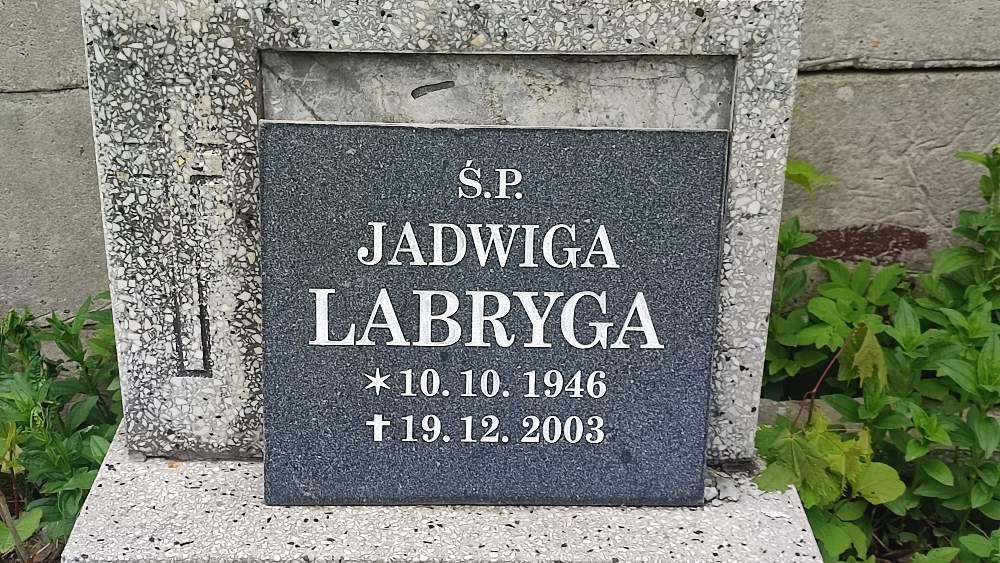 Ś.P.
JADWIGA
LABRYGA
✶ 10. 10. 1946
✝ 19. 12. 2003